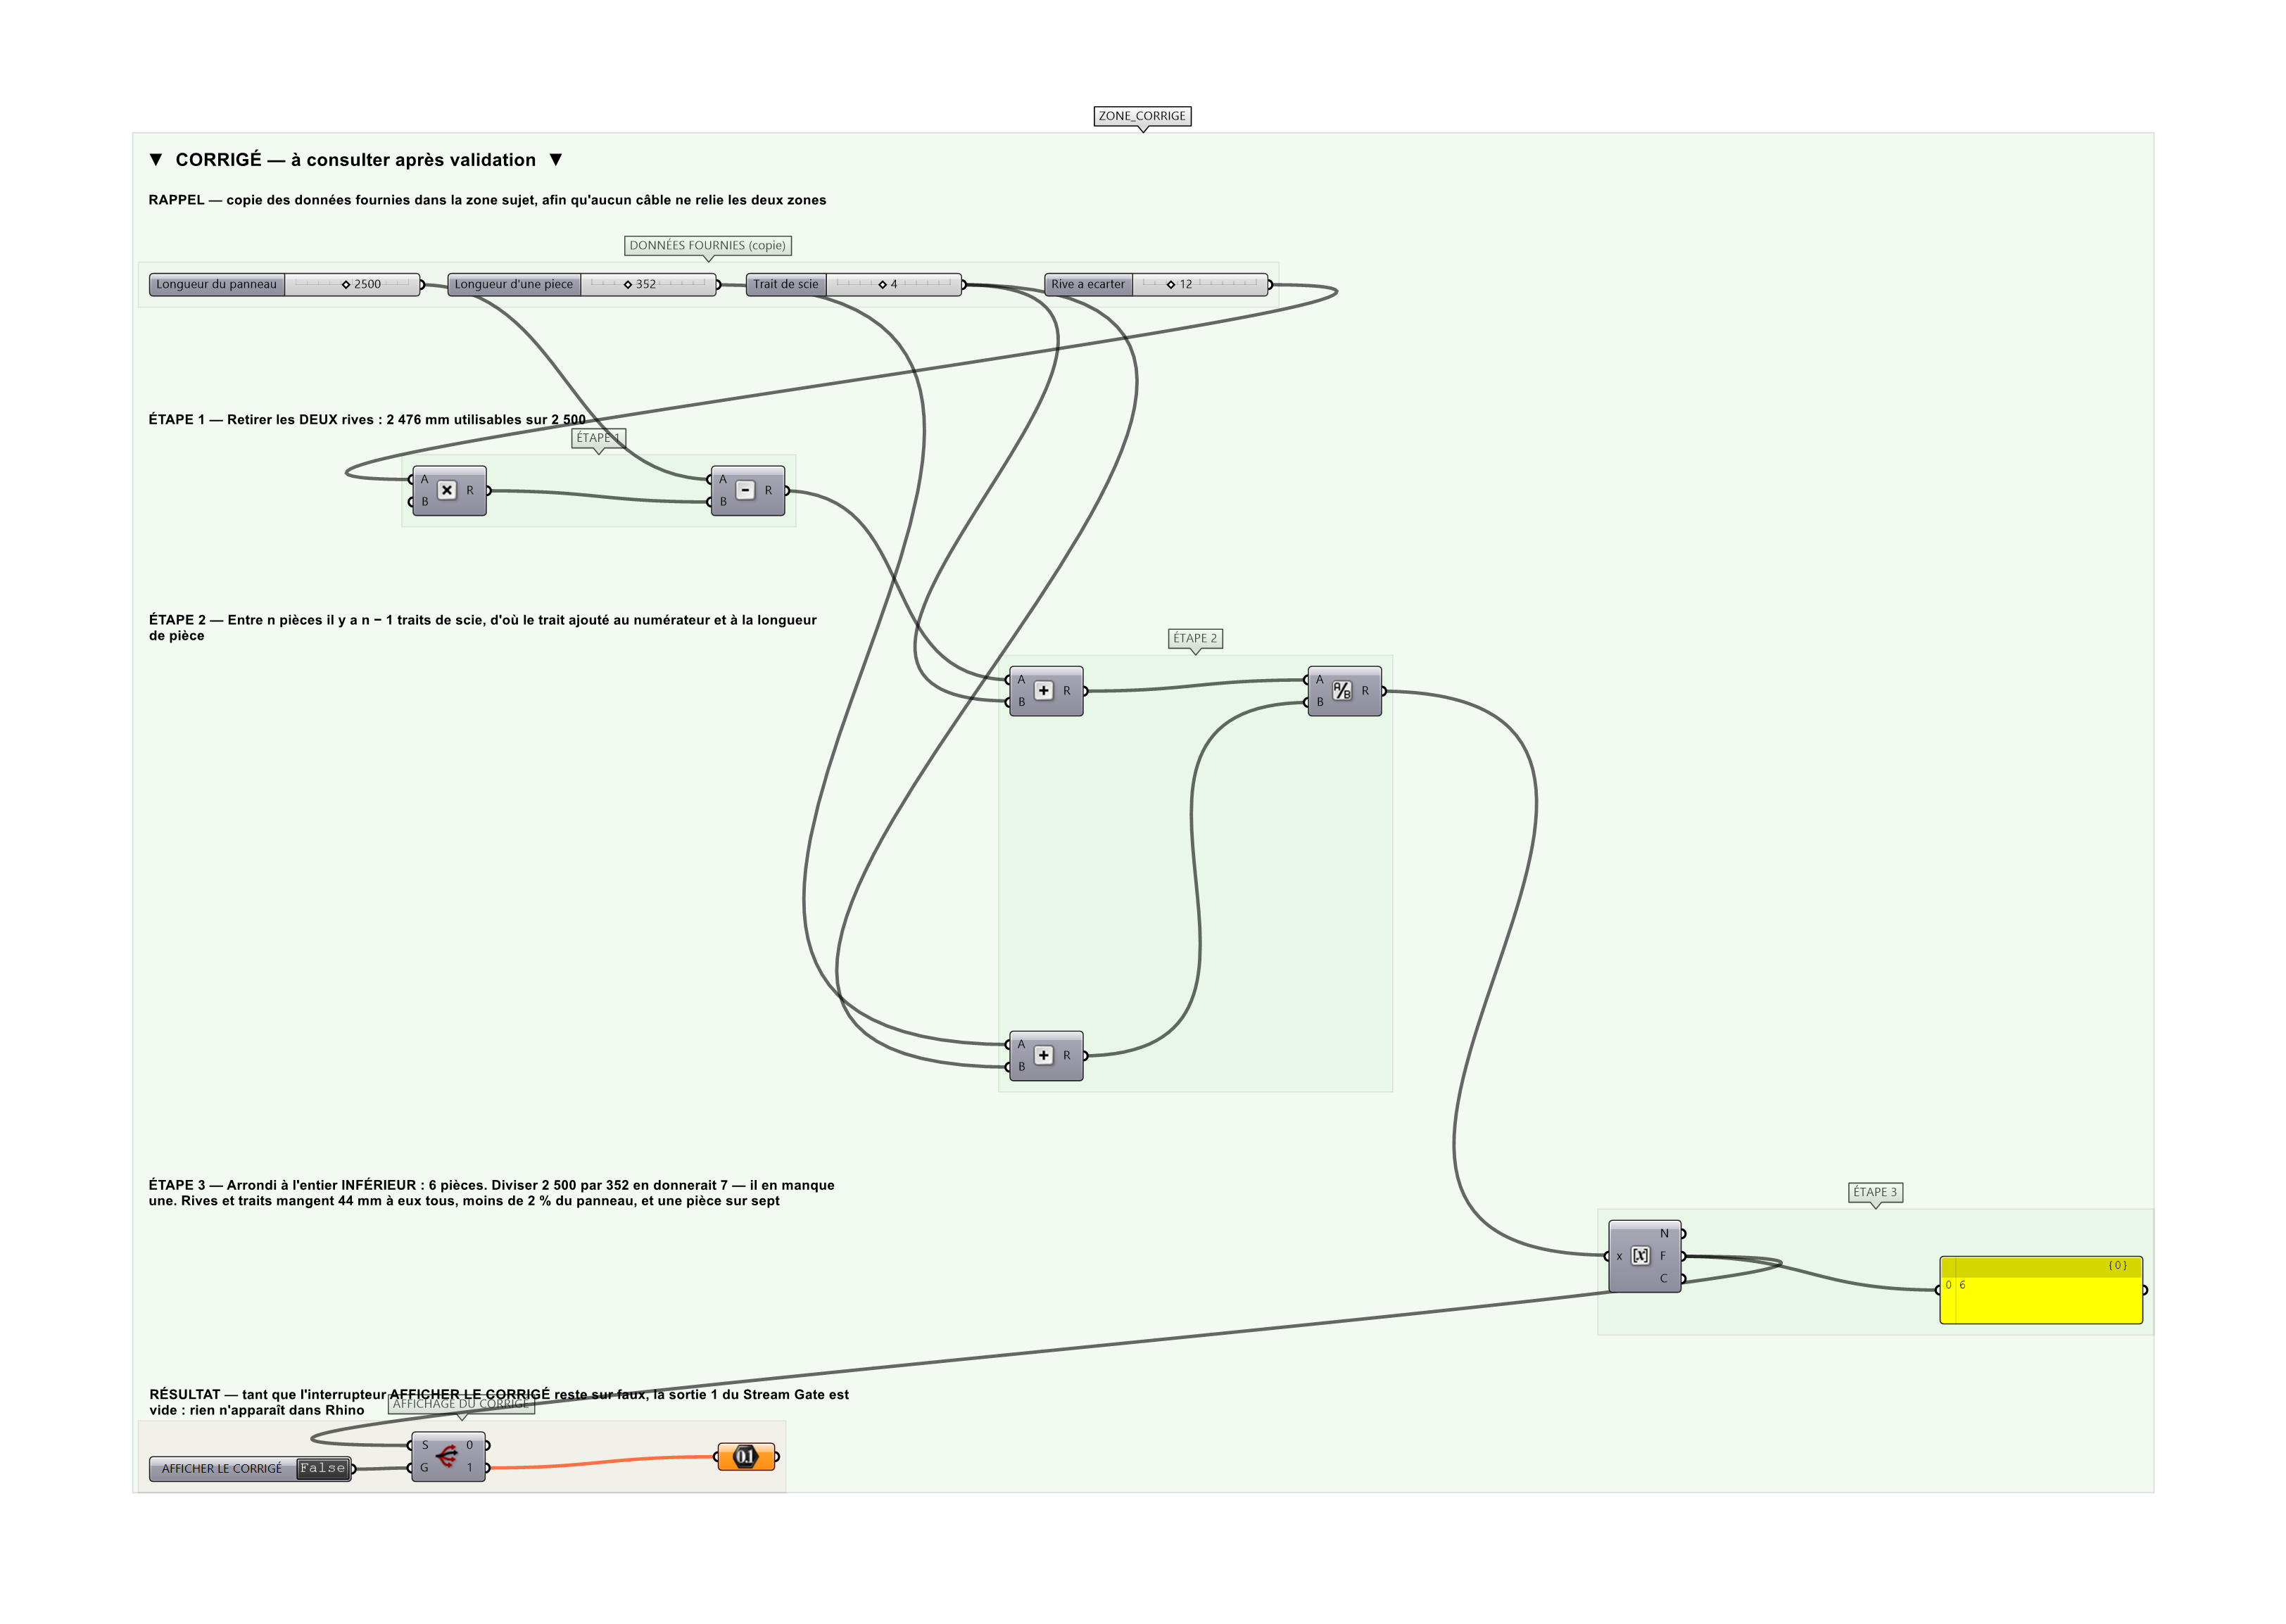 ZONE_CORRIGE
▼ CORRIGÉ — à consulter après validation ▼
RAPPEL — copie des données fournies dans la zone sujet, afin qu'aucun câble ne relie les deux zones
DONNÉES FOURNIES (copie)
Longueur du panneau 2500
Longueur d'une piece 352
Trait de scie 4
Rive a ecarter 12
ÉTAPE 1 — Retirer les DEUX rives : 2 476 mm utilisables sur 2 500
ÉTAPE 1
A B R
A B R
ÉTAPE 2 — Entre n pièces il y a n − 1 traits de scie, d'où le trait ajouté au numérateur et à la longueur
de pièce
ÉTAPE 2
A B R
A B A/B R
A B R
ÉTAPE 3 — Arrondi à l'entier INFÉRIEUR : 6 pièces. Diviser 2 500 par 352 en donnerait 7 — il en manque
une. Rives et traits mangent 44 mm à eux tous, moins de 2 % du panneau, et une pièce sur sept
ÉTAPE 3
x [x] N F C
{0}
0 6
RÉSULTAT — tant que l'interrupteur AFFICHER LE CORRIGÉ reste sur faux, la sortie 1 du Stream Gate est
vide : rien n'apparaît dans Rhino
AFFICHAGE DU CORRIGÉ
AFFICHER LE CORRIGÉ False
S G 0 1
0.1